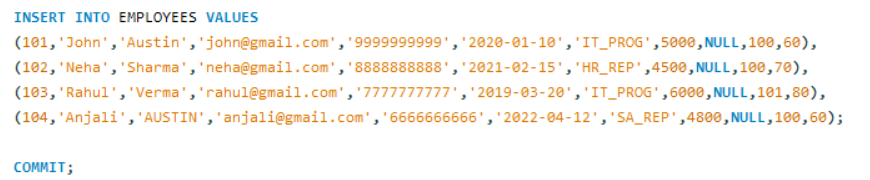 INSERT INTO EMPLOYEES VALUES
(101,'John','Austin','john@gmail.com','9999999999','2020-01-10','IT_PROG',5000,NULL,100,60),
(102,'Neha','Sharma','neha@gmail.com','8888888888','2021-02-15','HR_REP',4500,NULL,100,70),
(103,'Rahul','Verma','rahul@gmail.com','7777777777','2019-03-20','IT_PROG',6000,NULL,101,80),
(104,'Anjali','AUSTIN','anjali@gmail.com','6666666666','2022-04-12','SA_REP',4800,NULL,100,60);
COMMIT;